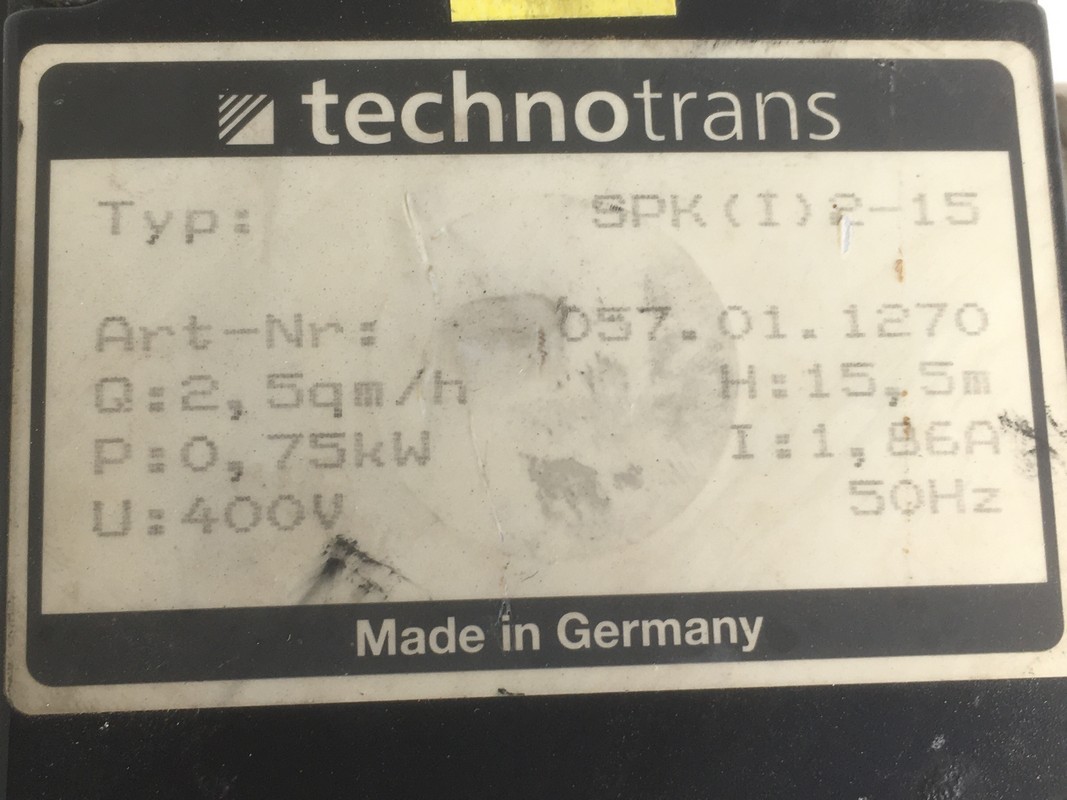 technotrans
Typ: SPK(I)2-15
Art-Nr: 057.01.1270
Q:2,5qm/h H:15,5m
P:0,75kW I:1,86A
U:400V 50Hz
Made in Germany